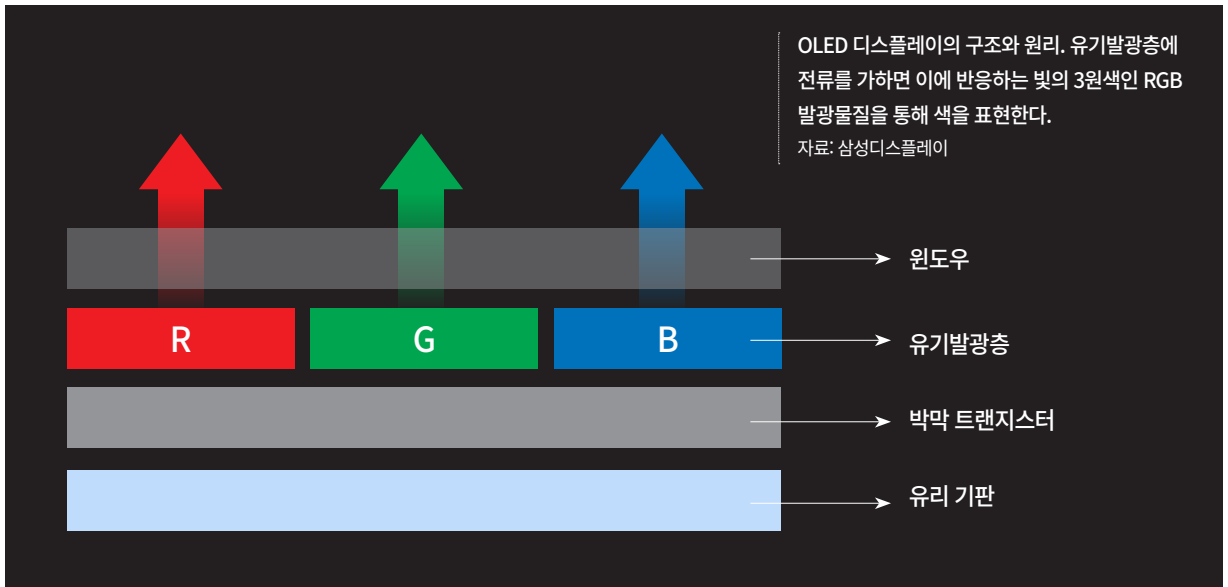 OLED 디스플레이의 구조와 원리. 유기발광층에
전류를 가하면 이에 반응하는 빛의 3원색인 RGB
발광물질을 통해 색을 표현한다.
자료: 삼성디스플레이
윈도우
R G B
유기발광층
박막 트랜지스터
유리 기판